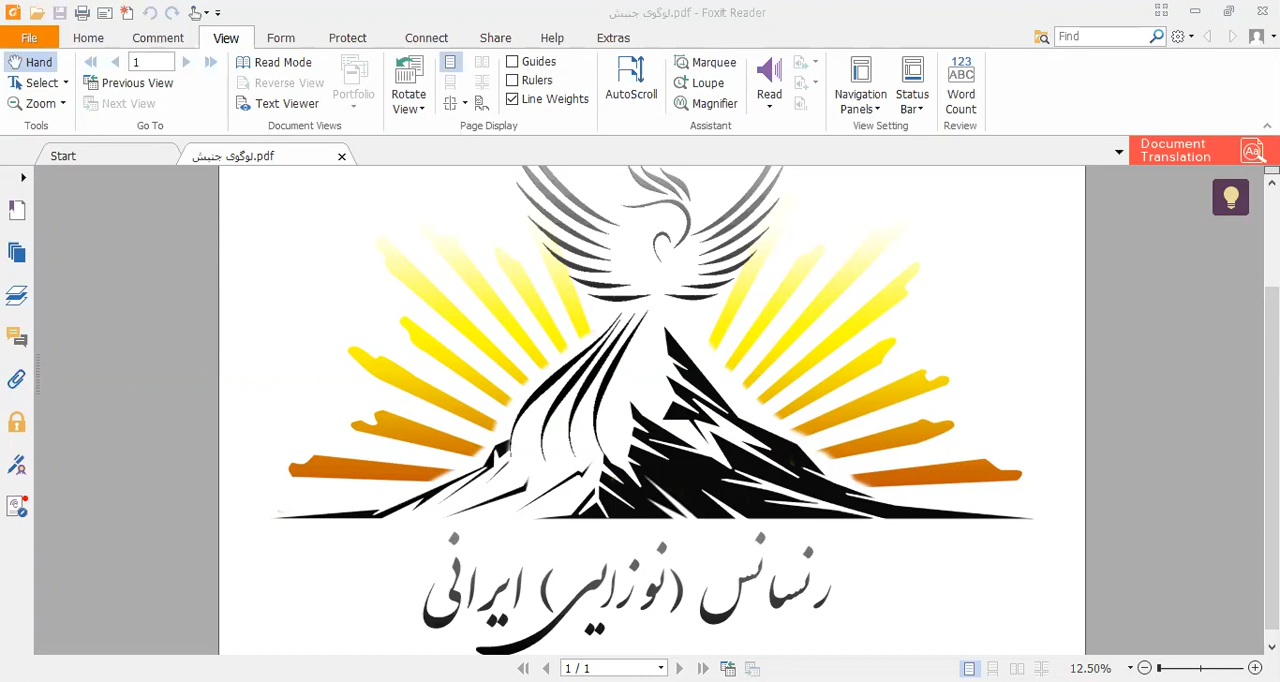 لوگوی جنبش.pdf - Foxit Reader
File Home Comment View Form Protect Connect Share Help Extras
Find
Hand
Select
Zoom
Tools
1
Previous View
Next View
Go To
Read Mode
Reverse View
Text Viewer
Document Views
Portfolio
Rotate View
Guides
Rulers
Line Weights
Page Display
AutoScroll
Marquee
Loupe
Magnifier
Assistant
Read
Navigation Panels
Status Bar
View Setting
123
ABC
Word Count
Review
Start
لوگوی جنبش.pdf
Document Translation
رنسانس (نوزایی) ایرانی
1 / 1
12.50%